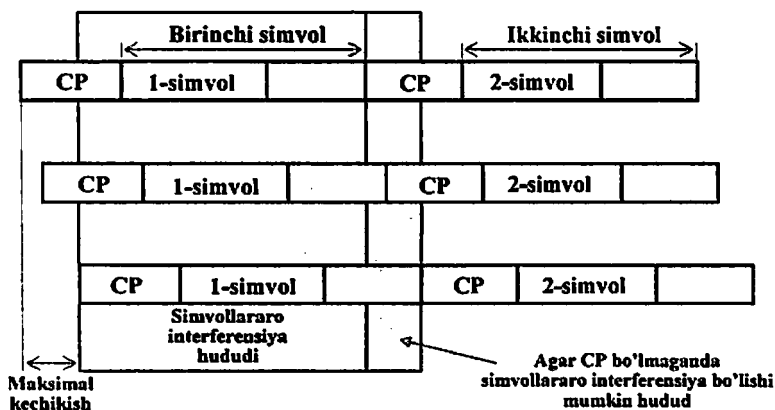 Birinchi simvol
Ikkinchi simvol
CP 1-simvol CP 2-simvol
CP 1-simvol CP 2-simvol
CP 1-simvol CP 2-simvol
Simvollararo
interferensiya
hududi
Maksimal
kechikish
Agar CP bo'lmaganda
simvollararo interferensiya bo'lishi
mumkin hudud